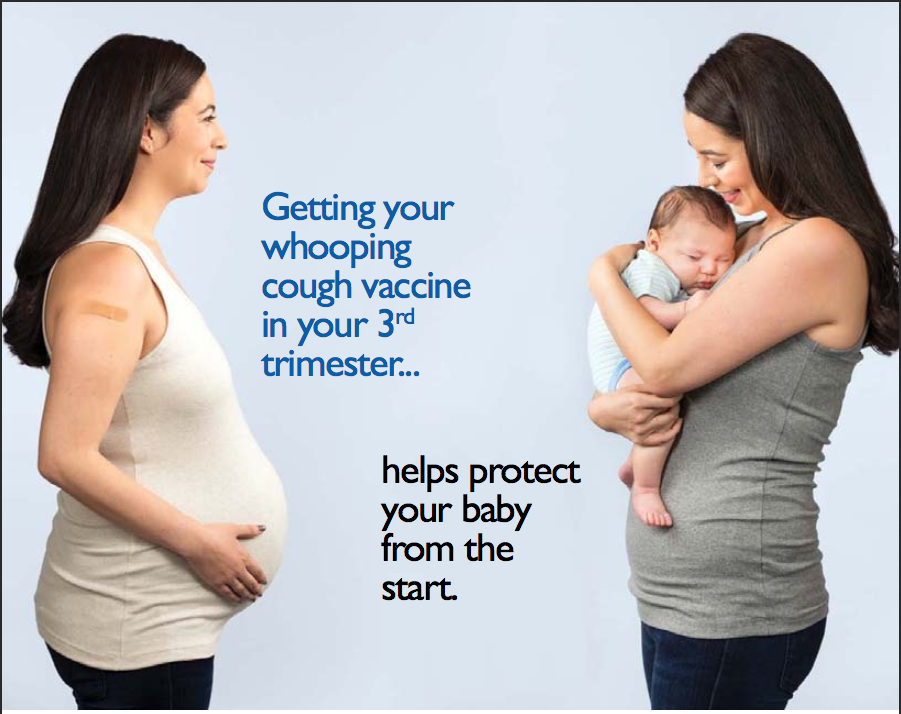 Getting your
whooping
cough vaccine
in your 3rd
trimester...
helps protect
your baby
from the
start.